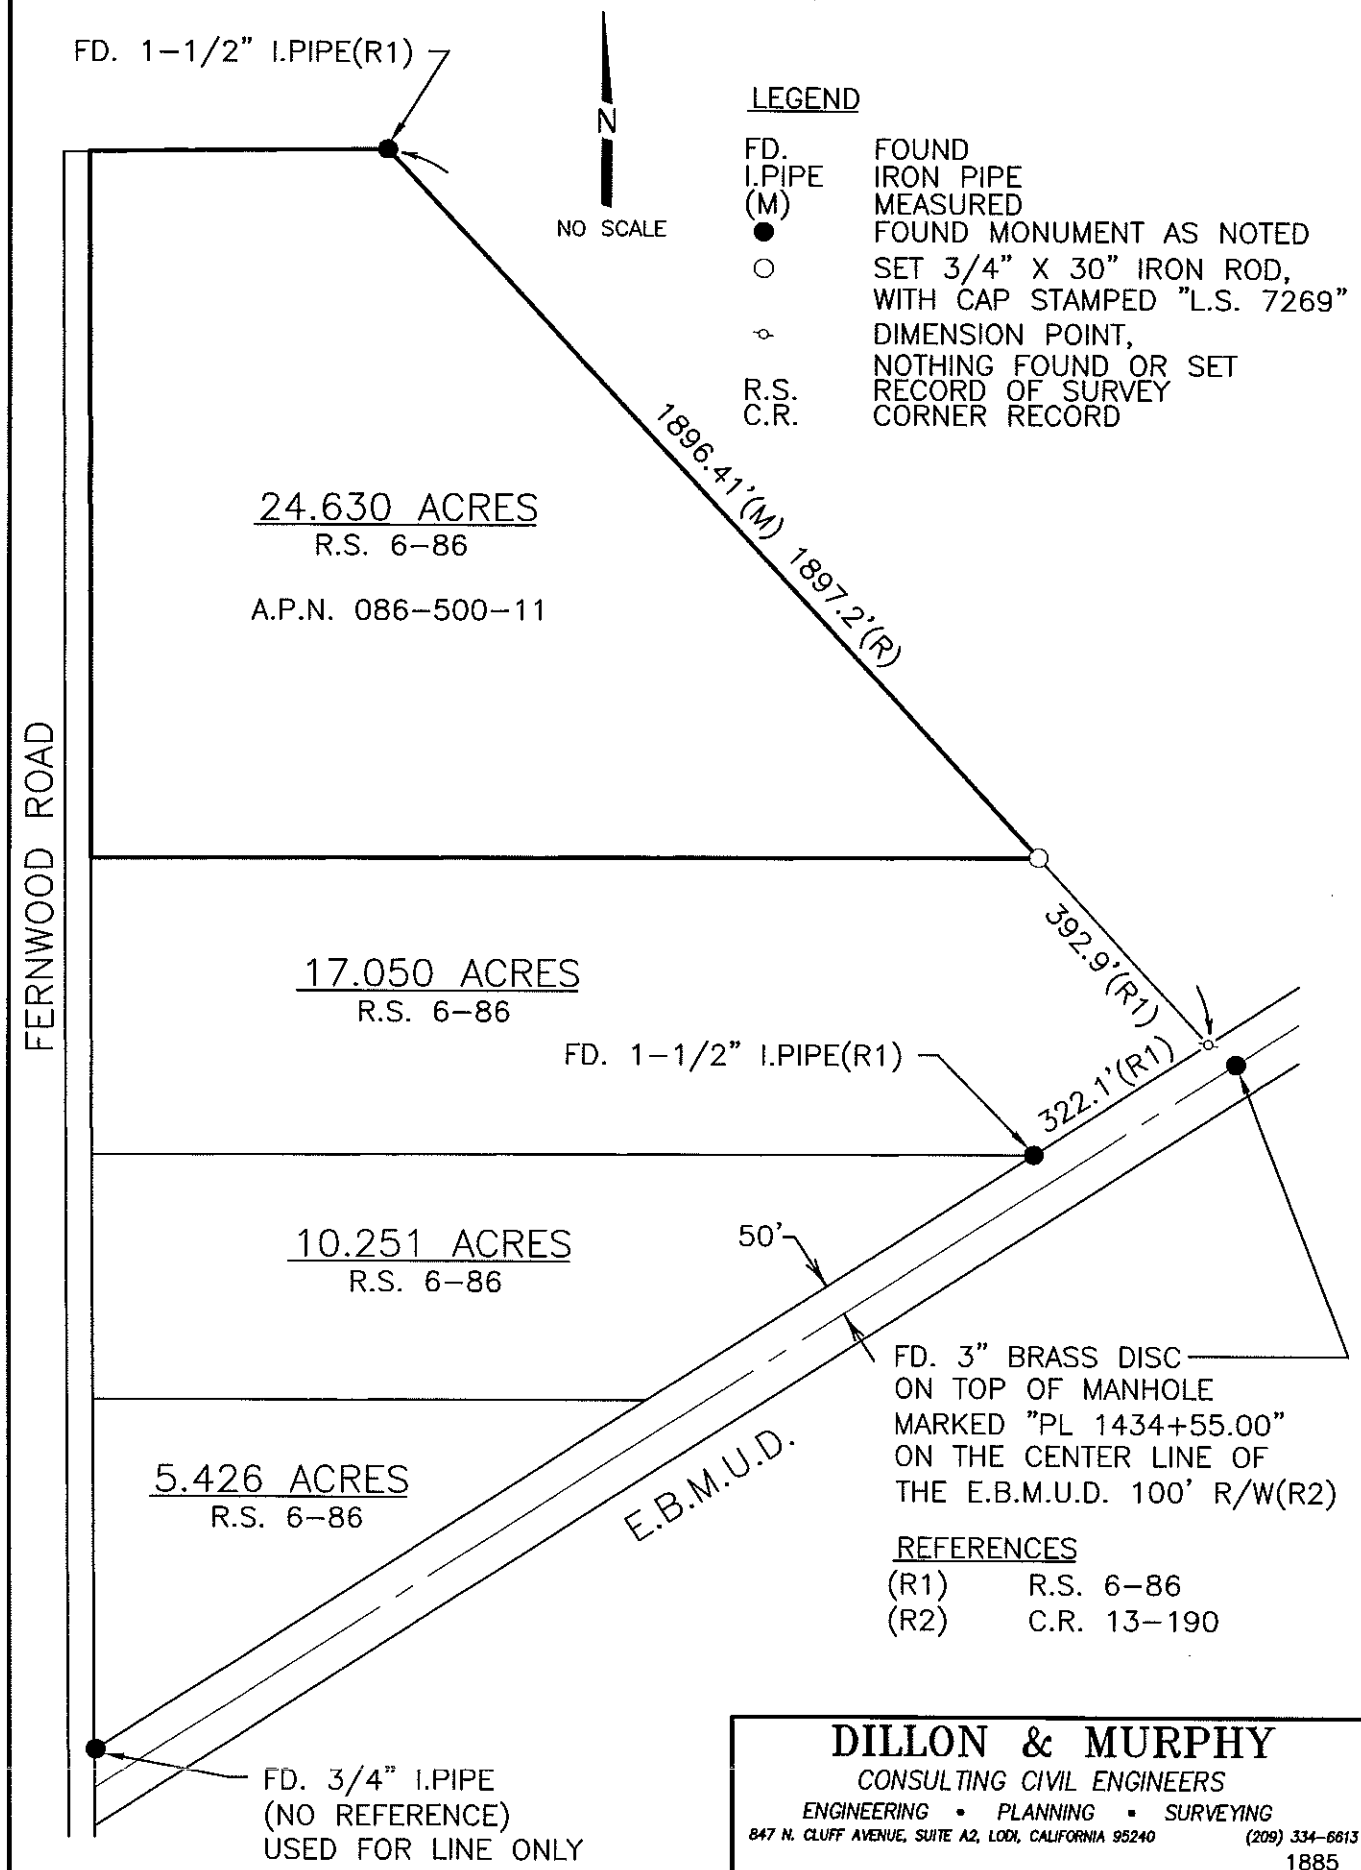 FD. 1-1/2" I.PIPE(R1)
N
NO SCALE
LEGEND
FD. FOUND
I.PIPE IRON PIPE
(M) MEASURED
FOUND MONUMENT AS NOTED
SET 3/4" X 30" IRON ROD,
WITH CAP STAMPED "L.S. 7269"
DIMENSION POINT,
NOTHING FOUND OR SET
R.S. RECORD OF SURVEY
C.R. CORNER RECORD
1896.41'(M) 1897.2'(R)
24.630 ACRES
R.S. 6-86
A.P.N. 086-500-11
FERNWOOD ROAD
392.9'(R1)
17.050 ACRES
R.S. 6-86
FD. 1-1/2" I.PIPE(R1)
322.1'(R1)
10.251 ACRES
R.S. 6-86
50'
FD. 3" BRASS DISC
ON TOP OF MANHOLE
MARKED "PL 1434+55.00"
ON THE CENTER LINE OF
THE E.B.M.U.D. 100' R/W(R2)
E.B.M.U.D.
5.426 ACRES
R.S. 6-86
REFERENCES
(R1) R.S. 6-86
(R2) C.R. 13-190
FD. 3/4" I.PIPE
(NO REFERENCE)
USED FOR LINE ONLY
DILLON & MURPHY
CONSULTING CIVIL ENGINEERS
ENGINEERING • PLANNING • SURVEYING
847 N. CLUFF AVENUE, SUITE A2, LODI, CALIFORNIA 95240 (209) 334-6613
1885